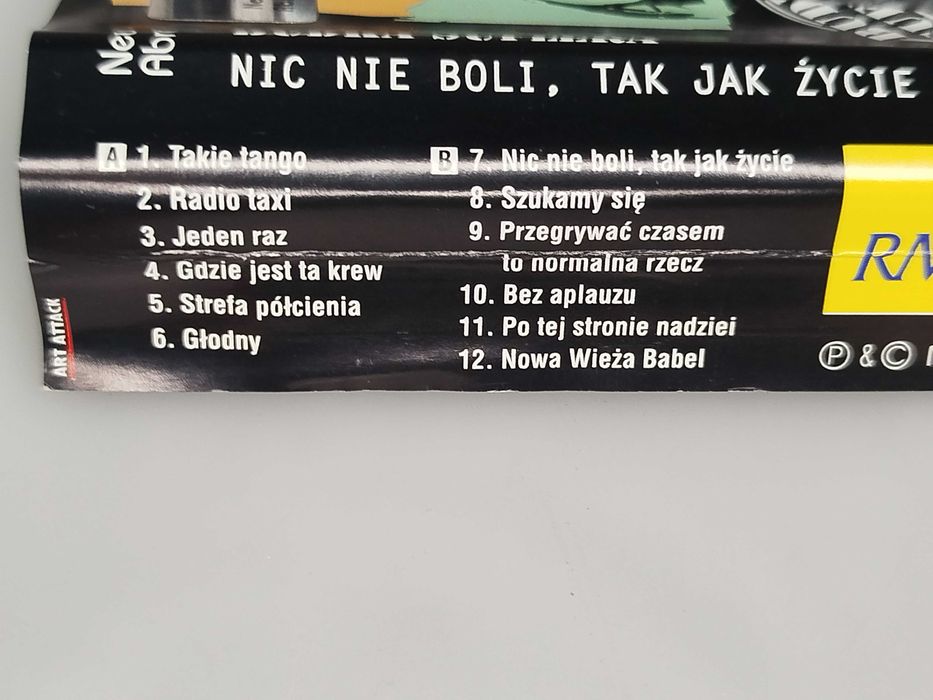 NIC NIE BOLI, TAK JAK ŻYCIE
A 1. Takie tango
2. Radio taxi
3. Jeden raz
4. Gdzie jest ta krew
5. Strefa półcienia
6. Głodny
B 7. Nic nie boli, tak jak życie
8. Szukamy się
9. Przegrywać czasem
to normalna rzecz
10. Bez aplauzu
11. Po tej stronie nadziei
12. Nowa Wieża Babel
ART ATTACK
℗ & ©